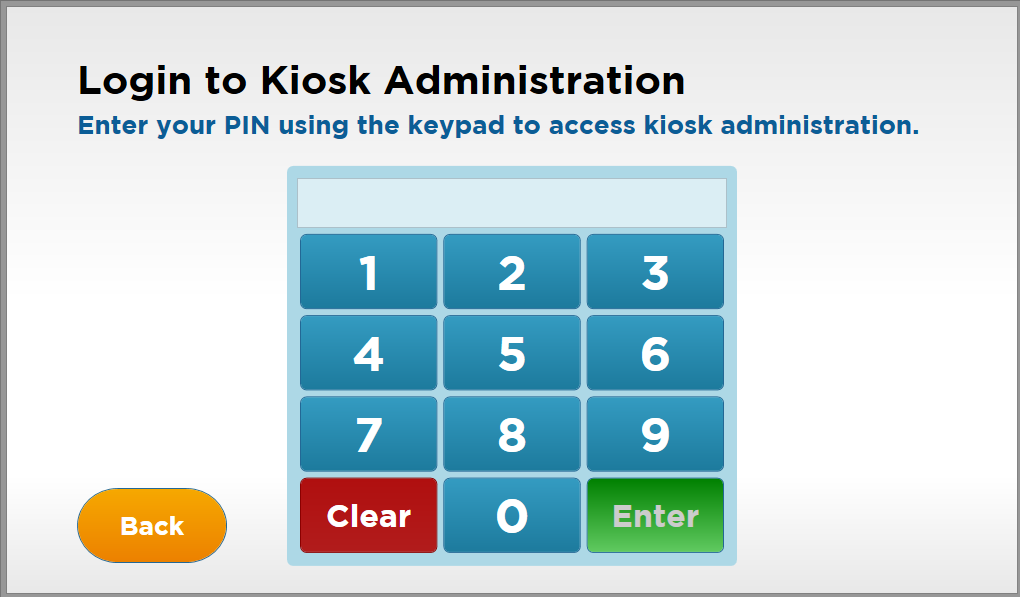 Login to Kiosk Administration
Enter your PIN using the keypad to access kiosk administration.
1 2 3
4 5 6
7 8 9
Clear 0 Enter
Back